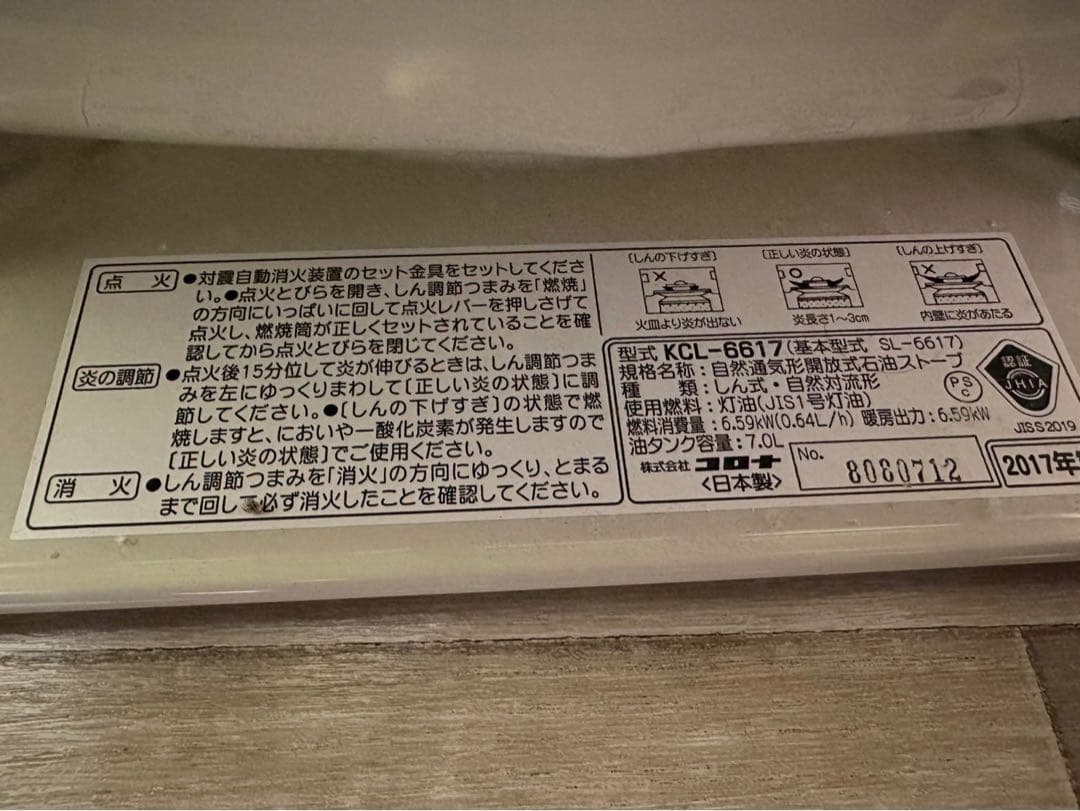 点火
●対震自動消火装置のセット金具をセットしてくださ
い。●点火とびらを開き、しん調節つまみを「燃焼」
の方向にいっぱいに回して点火レバーを押しさげて
点火し、燃焼筒が正しくセットされていることを確
認してから点火とびらを閉じてください。
炎の調節
●点火後15分位して炎が伸びるときは、しん調節つま
みを左にゆっくりまわして[正しい炎の状態]に調
節してください。●[しんの下げすぎ]の状態で燃
焼しますと、においや一酸化炭素が発生しますので
[正しい炎の状態]でご使用ください。
消火
●しん調節つまみを「消火」の方向にゆっくり、とまる
まで回して必ず消火したことを確認してください。
[しんの下げすぎ]
火皿より炎が出ない
[正しい炎の状態]
炎長さ1~3cm
[しんの上げすぎ]
内壁に炎があたる
型式 KCL-6617(基本型式 SL-6617)
規格名称:自然通気形開放式石油ストーブ
種類:しん式・自然対流形
使用燃料:灯油(JIS1号灯油)
燃料消費量:6.59kW(0.64L/h) 暖房出力:6.59kW
油タンク容量:7.0L
株式会社コロナ
<日本製>
No.
8080712
PS
C
認証
JHIA
JIS S 2019
2017年